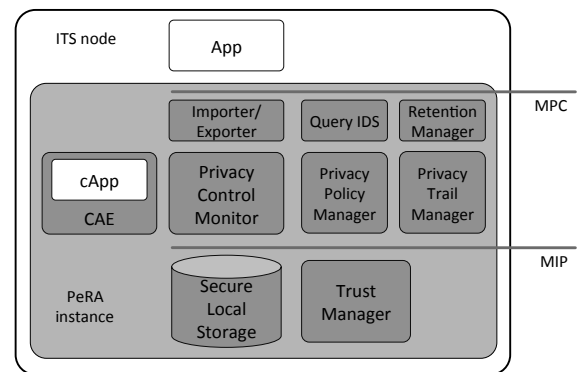 ITS node
App
MPC
Importer/
Exporter
Query IDS
Retention
Manager
cApp
CAE
Privacy
Control
Monitor
Privacy
Policy
Manager
Privacy
Trail
Manager
MIP
PeRA
instance
Secure
Local
Storage
Trust
Manager